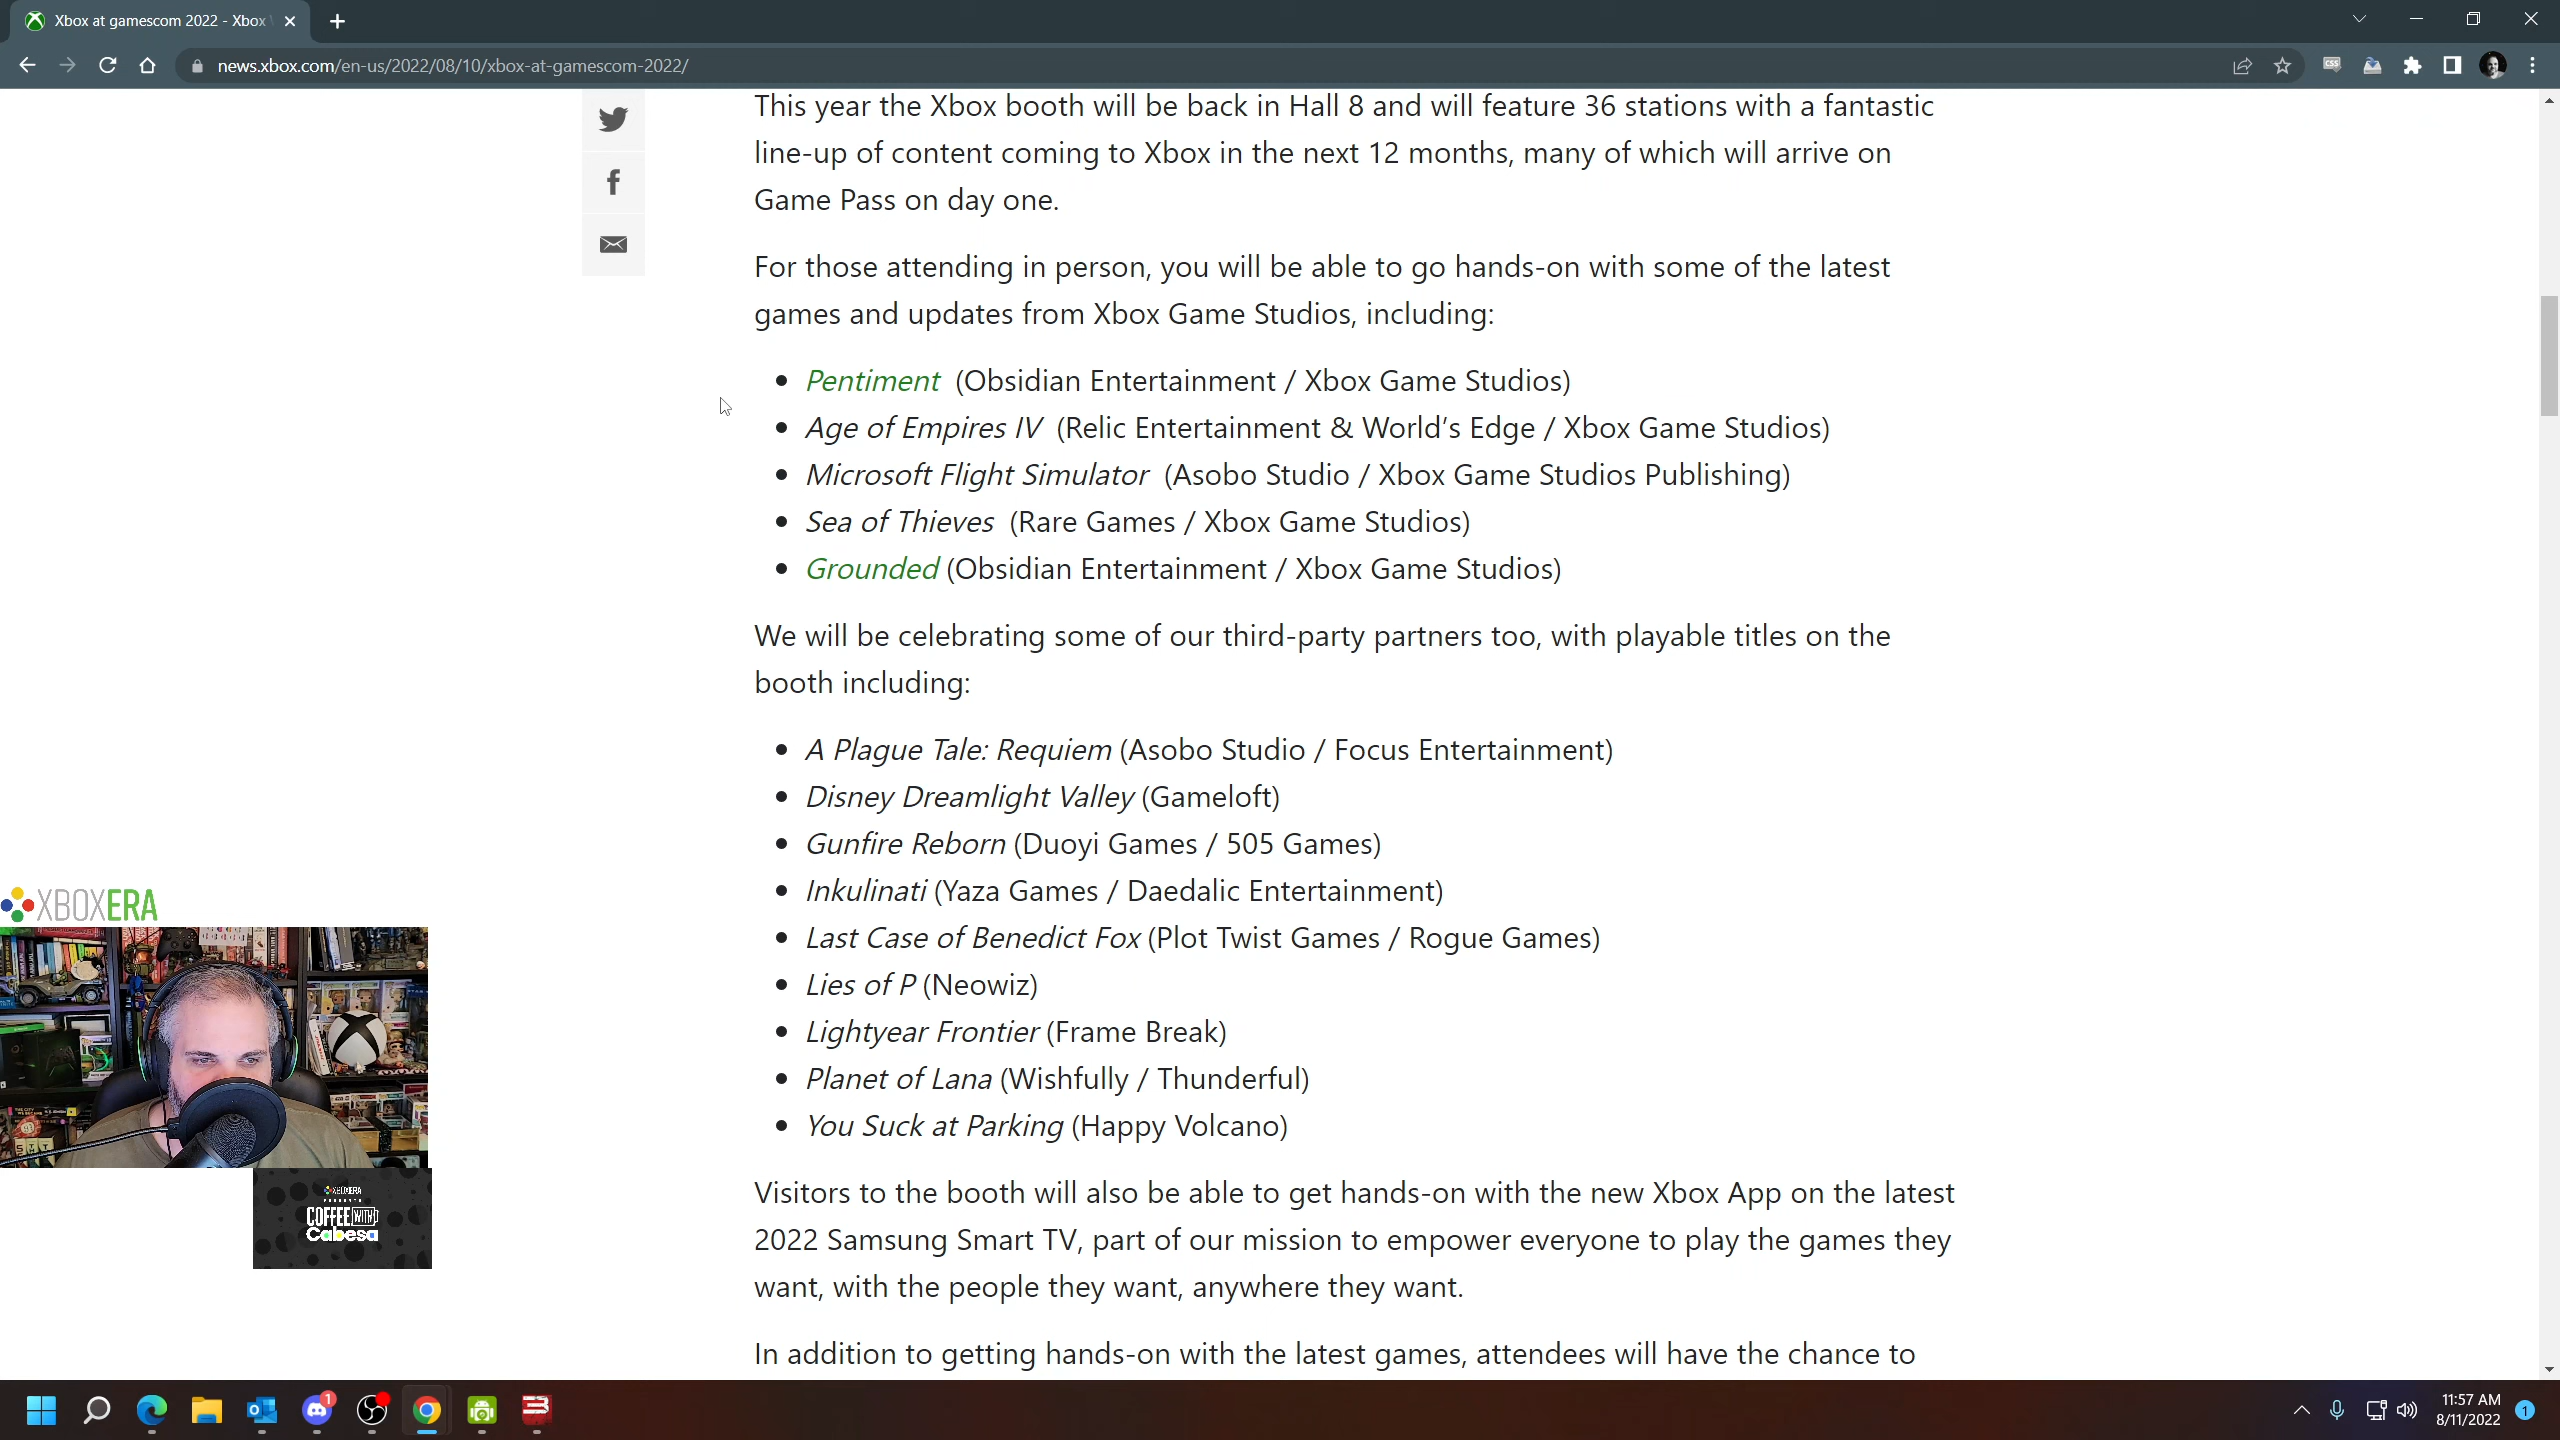 Xbox at gamescom 2022 - Xbox
news.xbox.com/en-us/2022/08/10/xbox-at-gamescom-2022/
CSS
This year the Xbox booth will be back in Hall 8 and will feature 36 stations with a fantastic
line-up of content coming to Xbox in the next 12 months, many of which will arrive on
Game Pass on day one.
For those attending in person, you will be able to go hands-on with some of the latest
games and updates from Xbox Game Studios, including:
Pentiment (Obsidian Entertainment / Xbox Game Studios)
Age of Empires IV (Relic Entertainment & World’s Edge / Xbox Game Studios)
Microsoft Flight Simulator (Asobo Studio / Xbox Game Studios Publishing)
Sea of Thieves (Rare Games / Xbox Game Studios)
Grounded (Obsidian Entertainment / Xbox Game Studios)
We will be celebrating some of our third-party partners too, with playable titles on the
booth including:
A Plague Tale: Requiem (Asobo Studio / Focus Entertainment)
Disney Dreamlight Valley (Gameloft)
Gunfire Reborn (Duoyi Games / 505 Games)
Inkulinati (Yaza Games / Daedalic Entertainment)
Last Case of Benedict Fox (Plot Twist Games / Rogue Games)
Lies of P (Neowiz)
Lightyear Frontier (Frame Break)
Planet of Lana (Wishfully / Thunderful)
You Suck at Parking (Happy Volcano)
Visitors to the booth will also be able to get hands-on with the new Xbox App on the latest
2022 Samsung Smart TV, part of our mission to empower everyone to play the games they
want, with the people they want, anywhere they want.
In addition to getting hands-on with the latest games, attendees will have the chance to
XBOXERA
XBOXERA
PRESENTS
COFFEE WITH
Cabesa
1
11:57 AM
8/11/2022
1